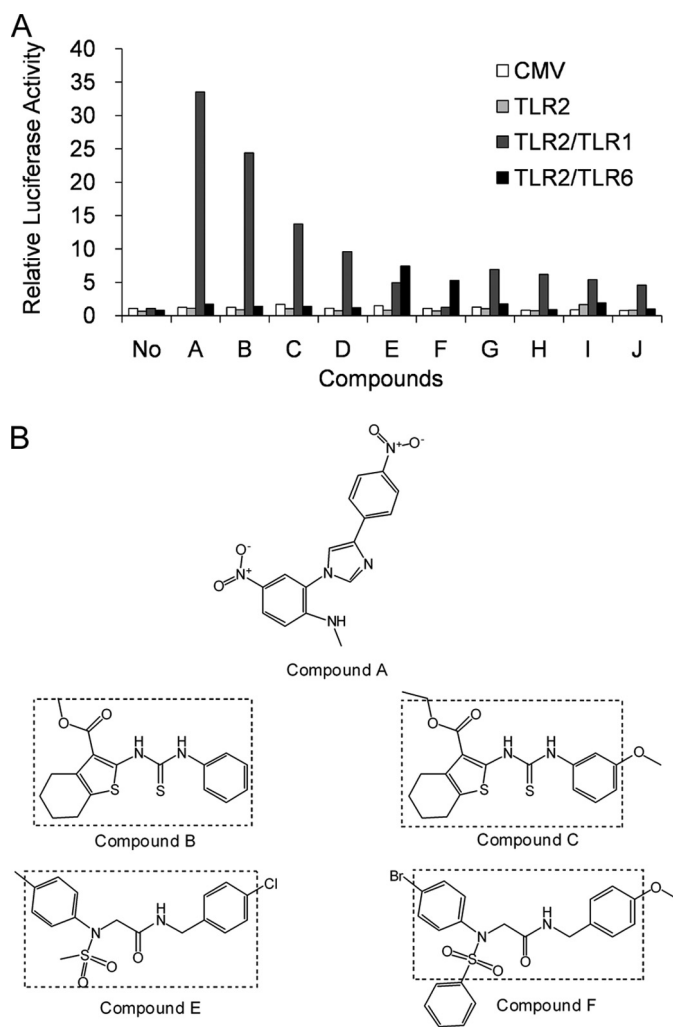 A
Relative Luciferase Activity
40
35
30
25
20
15
10
5
0
CMV
TLR2
TLR2/TLR1
TLR2/TLR6
No A B C D E F G H I J
Compounds
B
O O-
N+
O-
O N+
N N
NH
Compound A
O O
H H
N N
S S
Compound B
O O
H H
N N O
S S
Compound C
Cl
H
N N
O
S O
O
Compound E
Br O
H
N N
O
O S O
Compound F